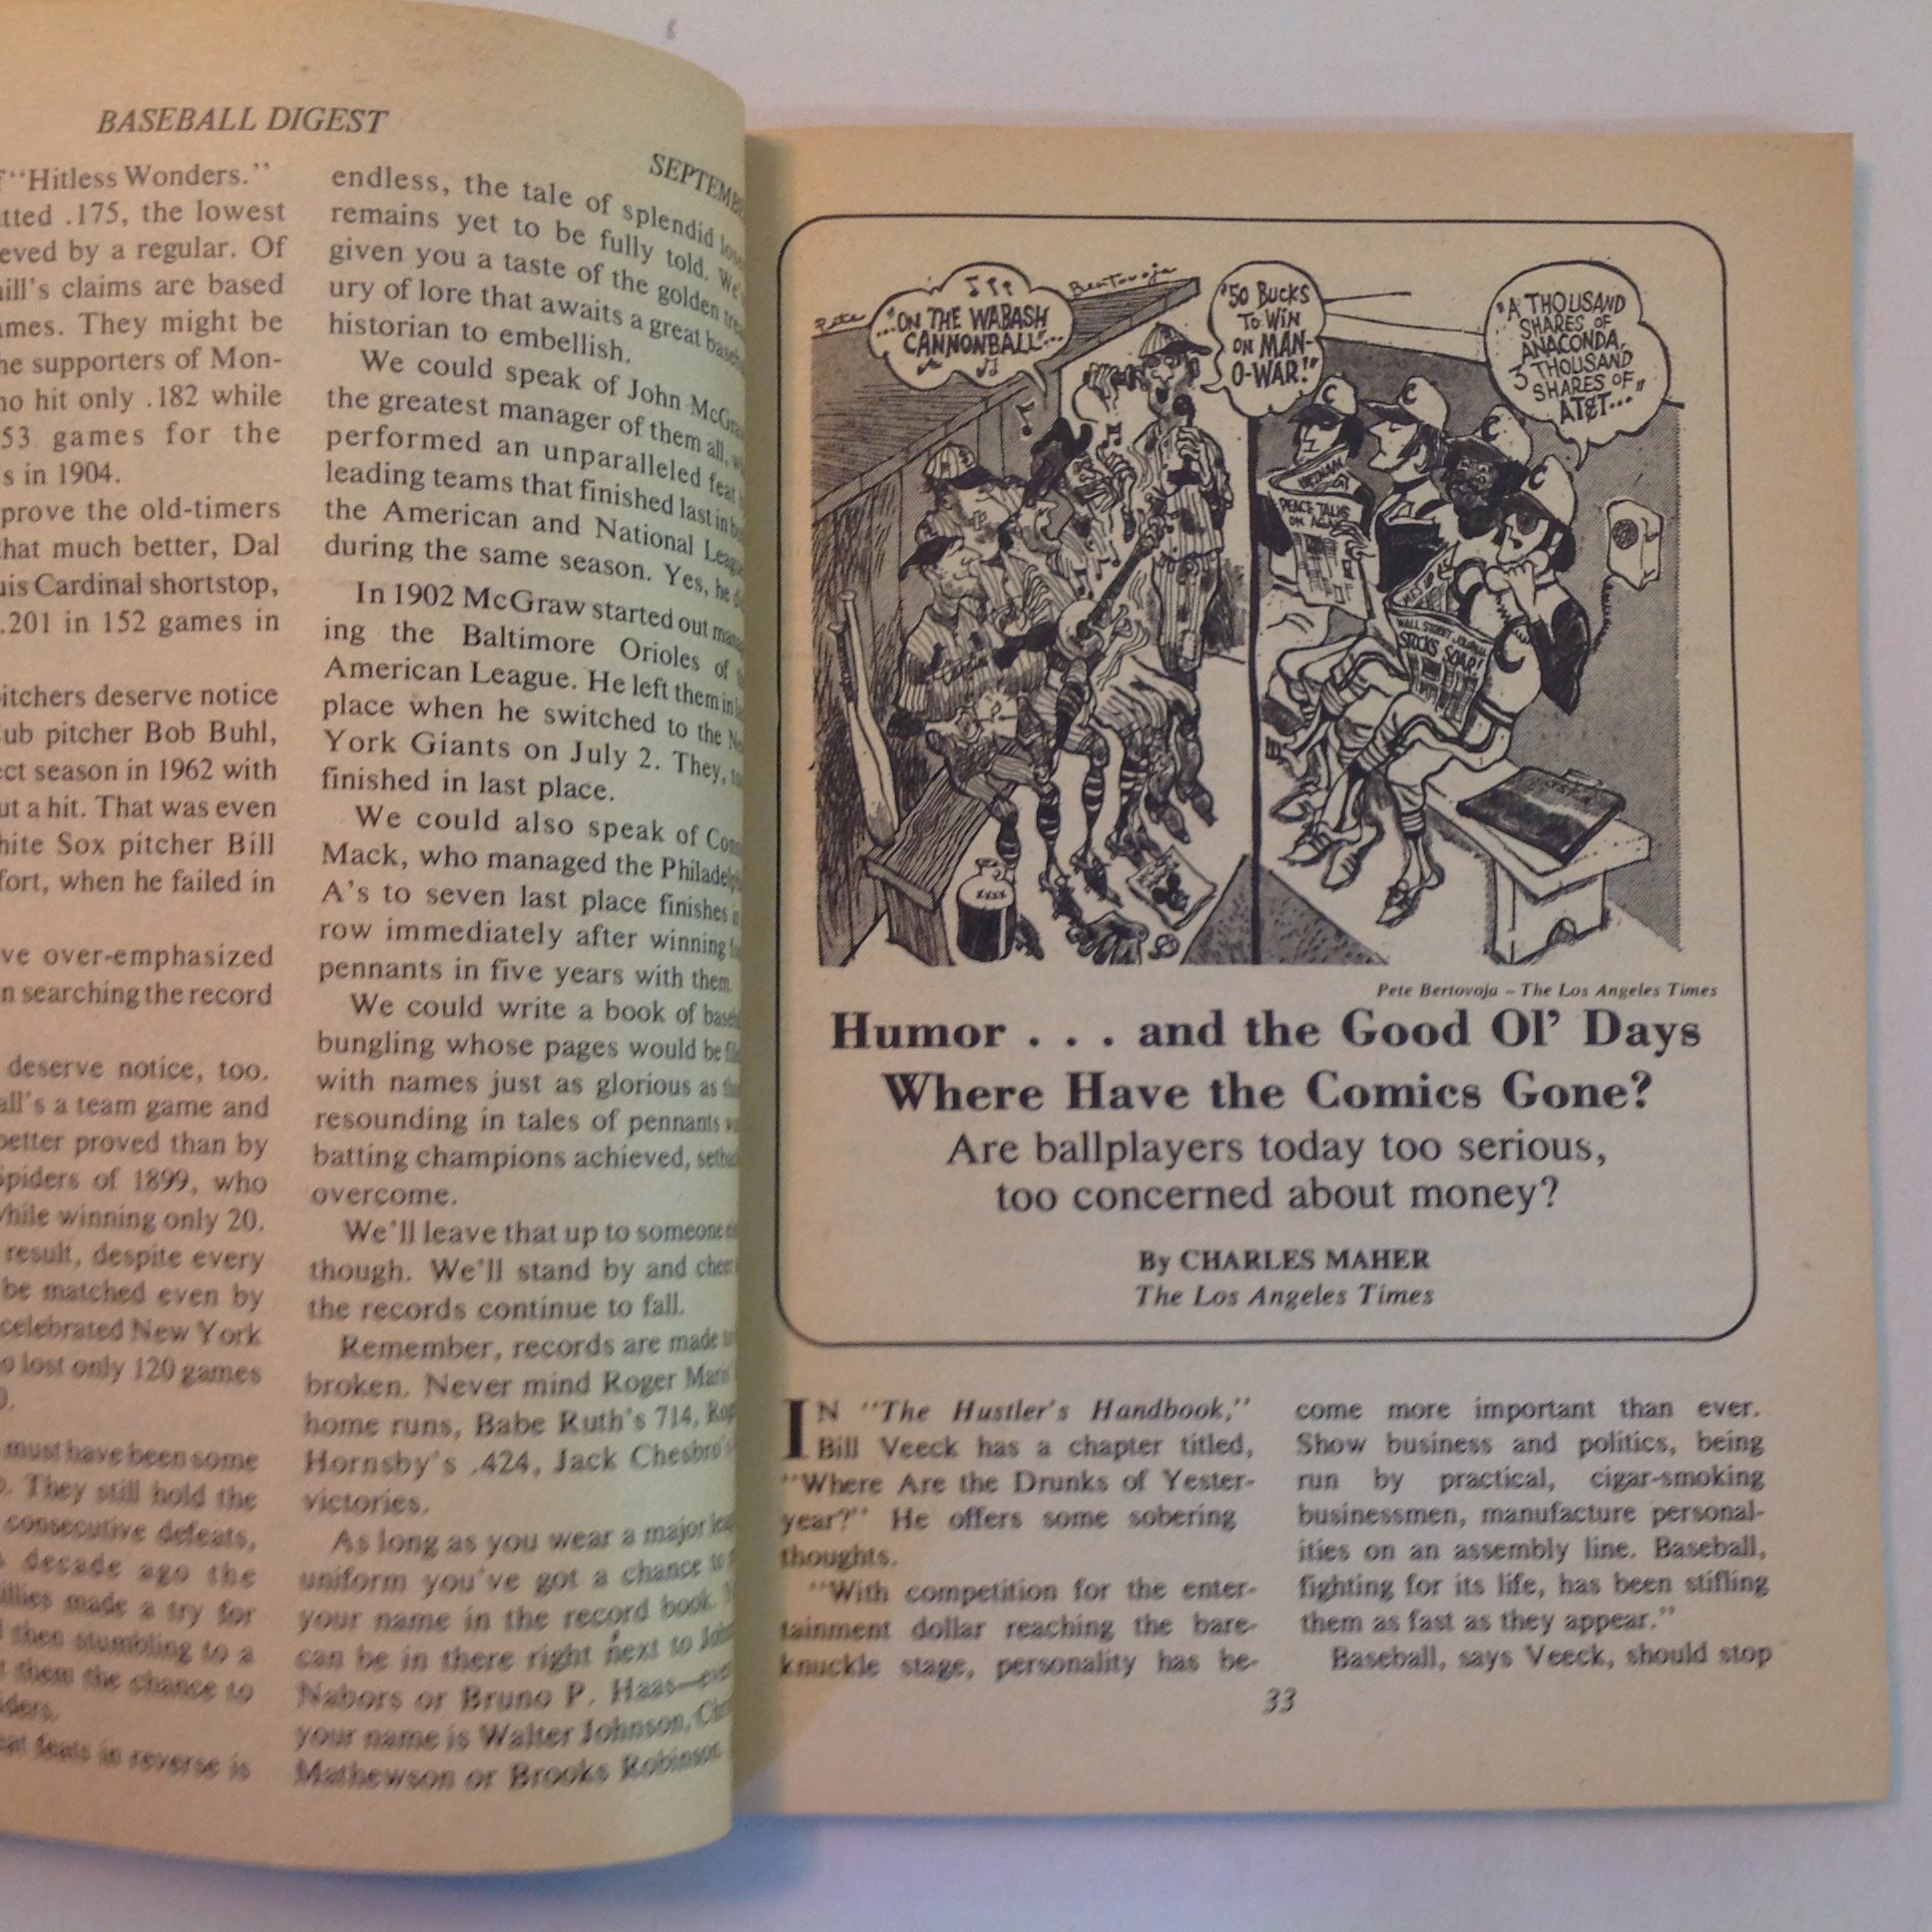 BASEBALL DIGEST
"Hitless Wonders."
.175, the lowest
by a regular. Of
claims are based
They might be
supporters of Mon-
hit only .182 while
53 games for the
in 1904.
prove the old-timers
that much better, Dal
Cardinal shortstop,
.201 in 152 games in
pitchers deserve notice
pitcher Bob Buhl,
season in 1962 with
a hit. That was even
Sox pitcher Bill
when he failed in
over-emphasized
searching the record
deserve notice, too.
a team game and
better proved than by
Spiders of 1899, who
while winning only 20.
result, despite every
be matched even by
celebrated New York
lost only 120 games
must have been some
They still hold the
consecutive defeats,
decade ago the
made a try for
then stumbling to a
them the chance to
feats in reverse is
endless, the tale of splendid
remains yet to be fully told.
given you a taste of the golden
ury of lore that awaits a great
historian to embellish.
We could speak of John
the greatest manager of them all,
performed an unparalleled feat
leading teams that finished last in
the American and National
during the same season. Yes, he
In 1902 McGraw started out
ing the Baltimore Orioles of
American League. He left them in
place when he switched to the
York Giants on July 2. They,
finished in last place.
We could also speak of
Mack, who managed the
A's to seven last place finishes
row immediately after winning
pennants in five years with them.
We could write a book of
bungling whose pages would be
with names just as glorious as
resounding in tales of pennants
batting champions achieved,
overcome.
We'll leave that up to someone
though. We'll stand by and
the records continue to fall.
Remember, records are made
broken. Never mind Roger
home runs, Babe Ruth's 714,
Hornsby's .424, Jack Chesbro's
victories.
As long as you wear a major
uniform you've got a chance to
your name in the record book.
can be in there right next to
Nabors or Bruno P. Haas—
your name is Walter Johnson,
Mathewson or Brooks Robinson
Pete Bertovoja
..."ON THE WABASH
CANNONBALL"...
"50 BUCKS
TO WIN
ON MAN-
O-WAR!"
"A THOUSAND
SHARES OF
ANACONDA,
3 THOUSAND
SHARES OF
AT&T..."
PEACE TALKS
ON AGAIN
WALL STREET JOURNAL
STOCKS SOAR!
XXXX
Pete Bertovoja – The Los Angeles Times
Humor . . . and the Good Ol' Days
Where Have the Comics Gone?
Are ballplayers today too serious,
too concerned about money?
By CHARLES MAHER
The Los Angeles Times
IN "The Hustler's Handbook,"
Bill Veeck has a chapter titled,
"Where Are the Drunks of Yester-
year?" He offers some sobering
thoughts.
"With competition for the enter-
tainment dollar reaching the bare-
knuckle stage, personality has be-
come more important than ever.
Show business and politics, being
run by practical, cigar-smoking
businessmen, manufacture personal-
ities on an assembly line. Baseball,
fighting for its life, has been stifling
them as fast as they appear."
Baseball, says Veeck, should stop
33